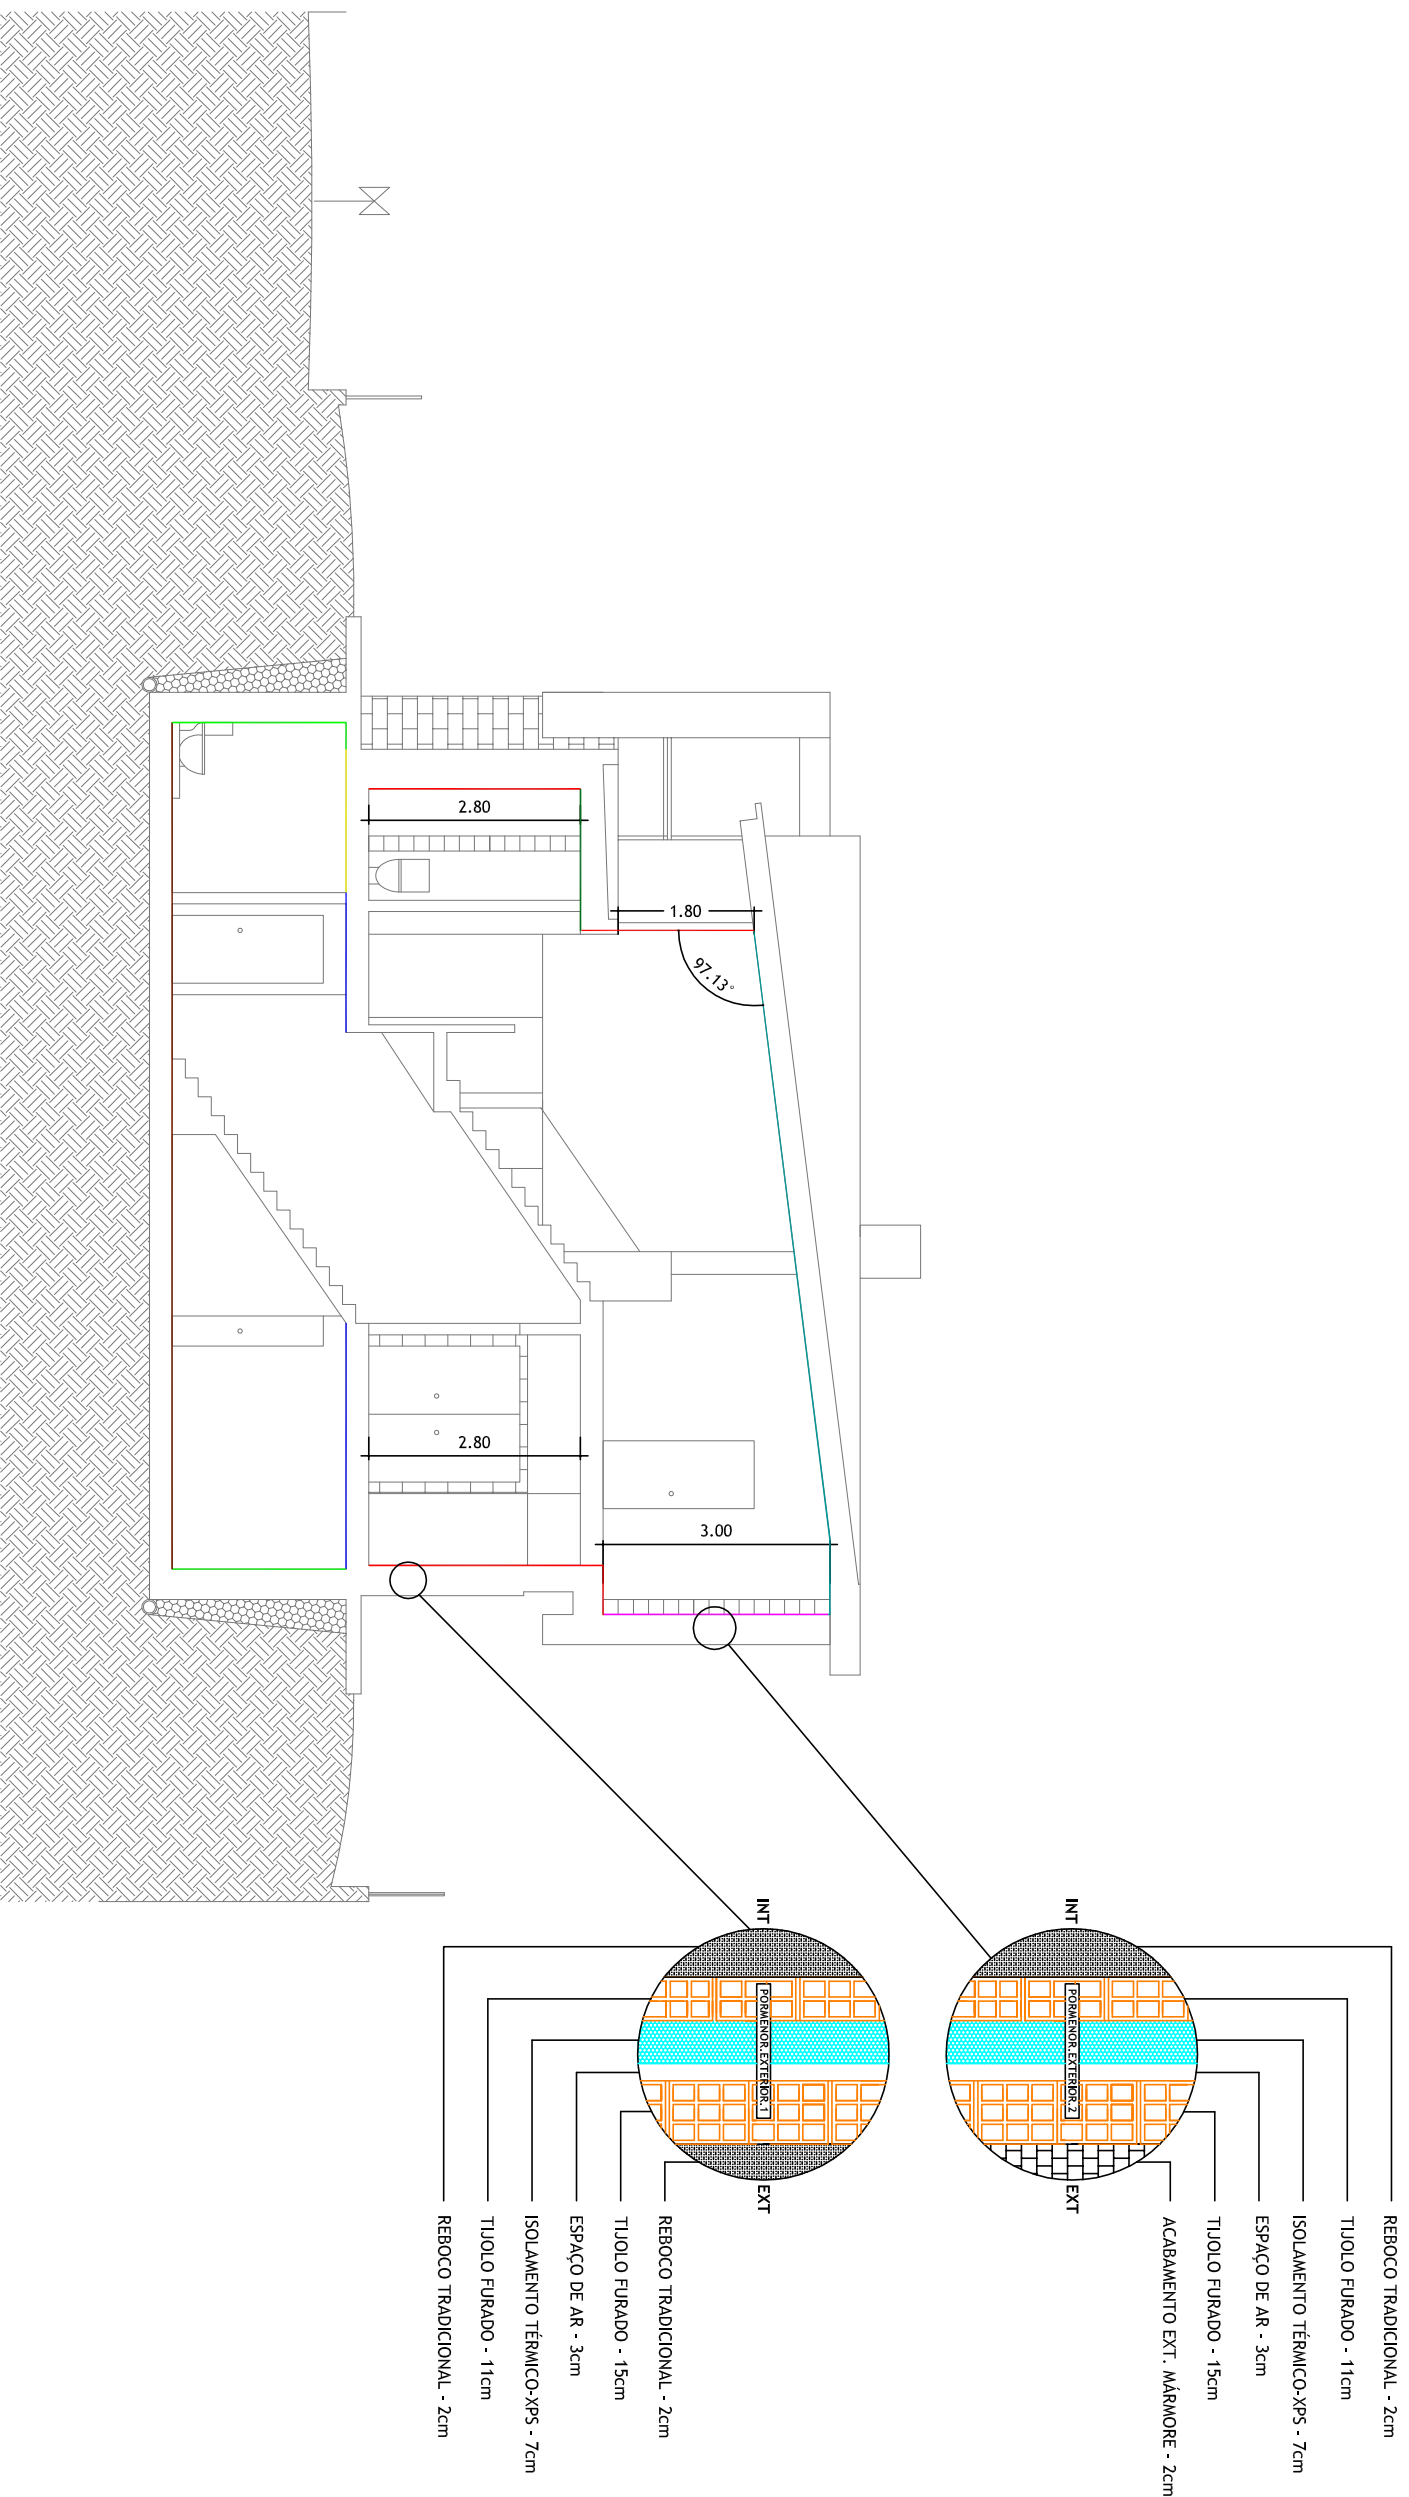 2.80
1.80
97.13°
2.80
3.00
INT
PORMENOR.EXTERIOR.2
EXT
REBOCO TRADICIONAL - 2cm
TIJOLO FURADO - 11cm
ISOLAMENTO TÉRMICO-XPS - 7cm
ESPAÇO DE AR - 3cm
TIJOLO FURADO - 15cm
ACABAMENTO EXT. MÁRMORE - 2cm
INT
PORMENOR.EXTERIOR.1
EXT
REBOCO TRADICIONAL - 2cm
TIJOLO FURADO - 15cm
ESPAÇO DE AR - 3cm
ISOLAMENTO TÉRMICO-XPS - 7cm
TIJOLO FURADO - 11cm
REBOCO TRADICIONAL - 2cm